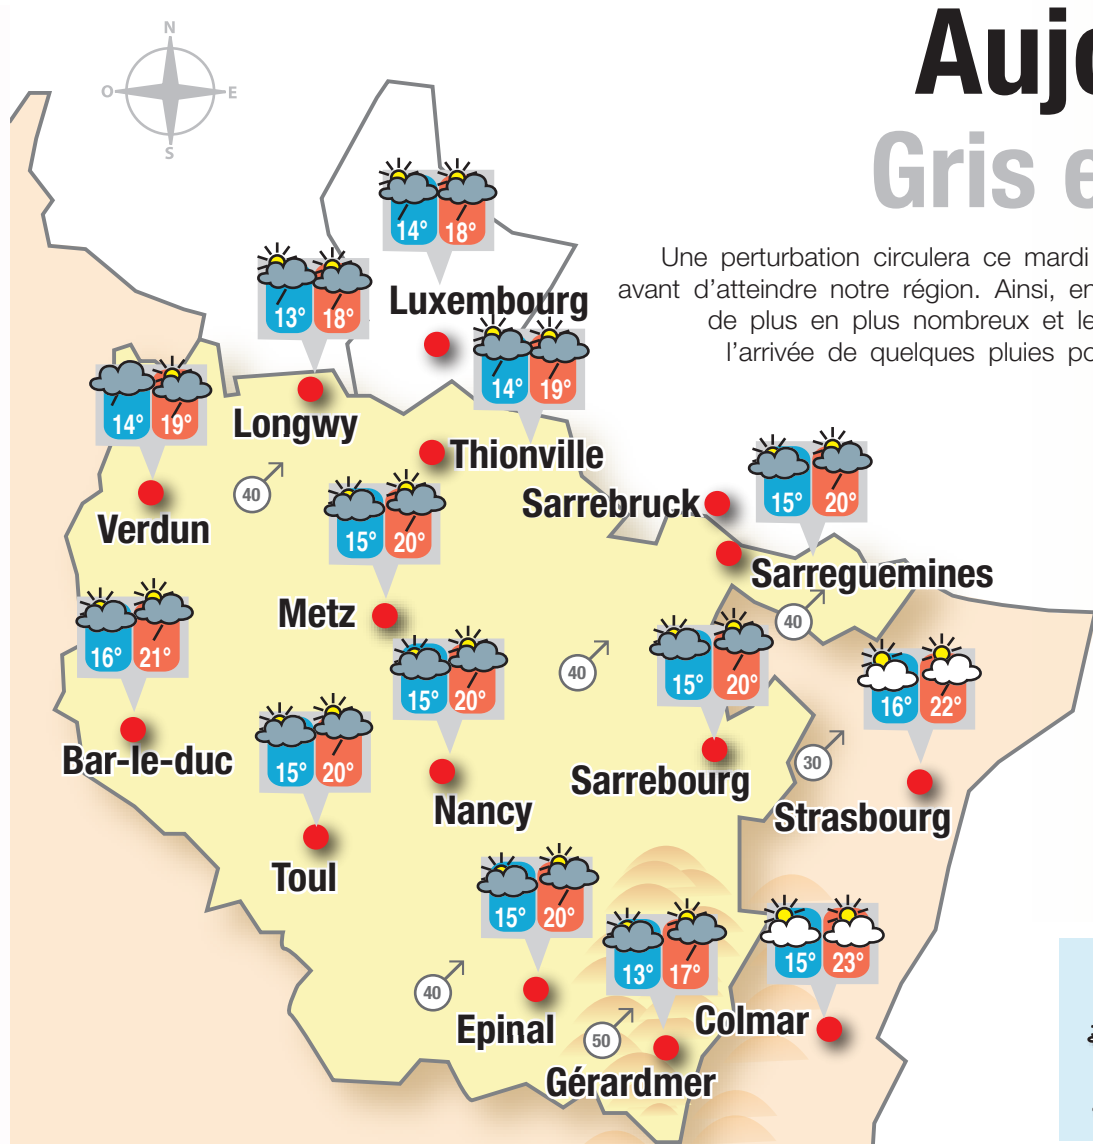 Aujo
Gris e
Une perturbation circulera ce mardi
avant d’atteindre notre région. Ainsi, en
de plus en plus nombreux et le
l’arrivée de quelques pluies po
N
O E
S
14° 18°
Luxembourg
13° 18°
Longwy
14° 19°
Thionville
14° 19°
Verdun
40
15° 20°
Sarrebruck
Sarreguemines
15° 20°
Metz
40
16° 21°
Bar-le-duc
15° 20°
Nancy
40
15° 20°
Sarrebourg
16° 22°
Strasbourg
30
15° 20°
Toul
15° 20°
Epinal
40
13° 17°
Gérardmer
50
15° 23°
Colmar